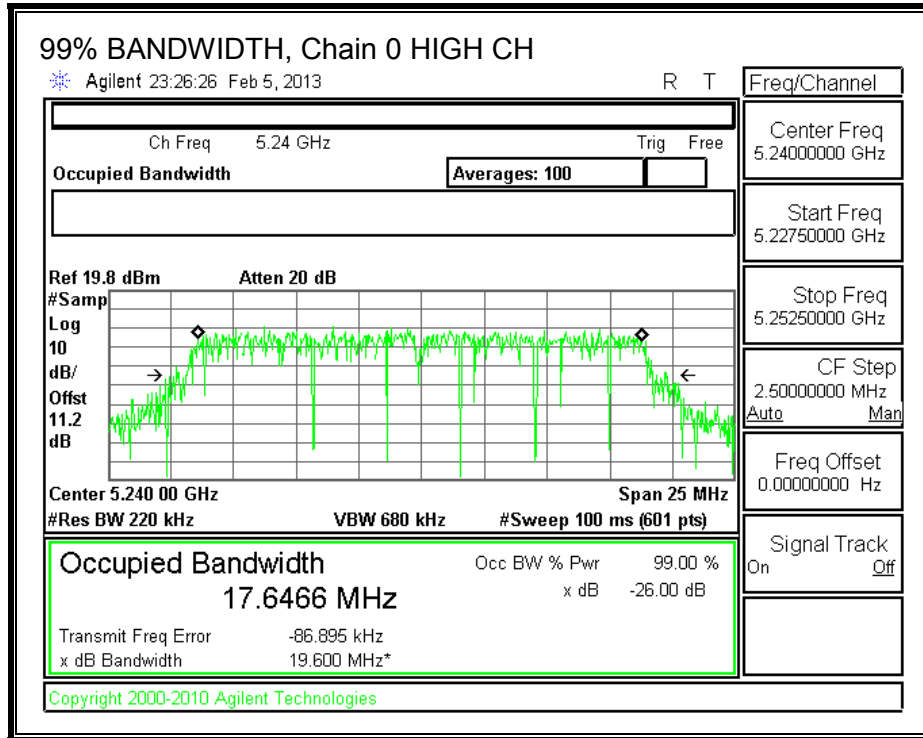 99% BANDWIDTH, Chain 0 HIGH CH
Agilent 23:26:26 Feb 5, 2013 R T
Freq/Channel
Ch Freq 5.24 GHz Trig Free
Occupied Bandwidth Averages: 100
Center Freq
5.24000000 GHz
Start Freq
5.22750000 GHz
Stop Freq
5.25250000 GHz
CF Step
2.50000000 MHz
Auto Man
Freq Offset
0.00000000 Hz
Signal Track
On Off
Ref 19.8 dBm Atten 20 dB
#Samp
Log
10
dB/
Offst
11.2
dB
Center 5.240 00 GHz Span 25 MHz
#Res BW 220 kHz VBW 680 kHz #Sweep 100 ms (601 pts)
Occupied Bandwidth Occ BW % Pwr 99.00 %
17.6466 MHz x dB -26.00 dB
Transmit Freq Error -86.895 kHz
x dB Bandwidth 19.600 MHz*
Copyright 2000-2010 Agilent Technologies